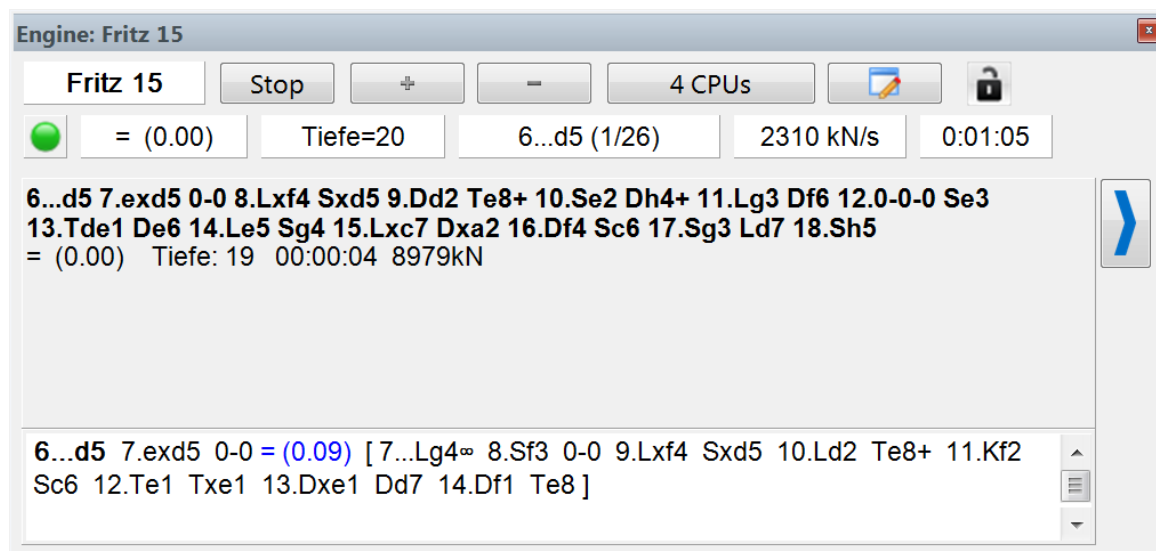 Engine: Fritz 15
Fritz 15 Stop + - 4 CPUs
= (0.00) Tiefe=20 6...d5 (1/26) 2310 kN/s 0:01:05
6...d5 7.exd5 0-0 8.Lxf4 Sxd5 9.Dd2 Te8+ 10.Se2 Dh4+ 11.Lg3 Df6 12.0-0-0 Se3
13.Tde1 De6 14.Le5 Sg4 15.Lxc7 Dxa2 16.Df4 Sc6 17.Sg3 Ld7 18.Sh5
= (0.00) Tiefe: 19 00:00:04 8979kN
6...d5 7.exd5 0-0 = (0.09) [ 7...Lg4∞ 8.Sf3 0-0 9.Lxf4 Sxd5 10.Ld2 Te8+ 11.Kf2
Sc6 12.Te1 Txe1 13.Dxe1 Dd7 14.Df1 Te8 ]